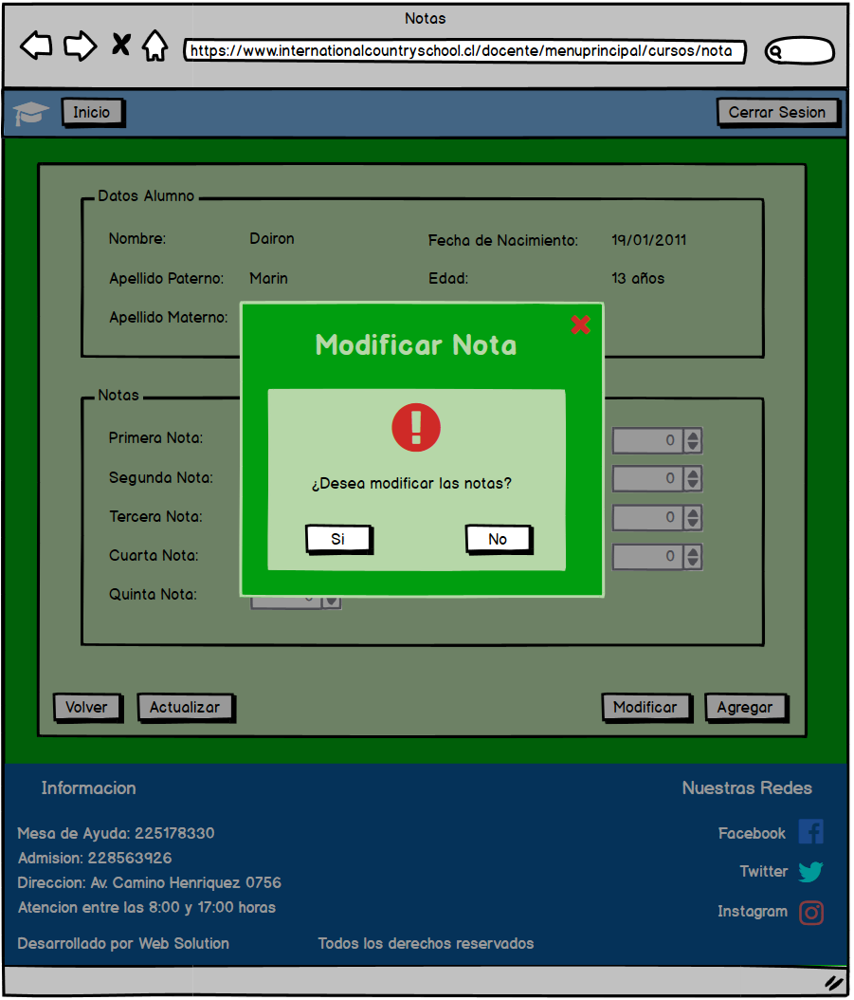 Notas
https://www.internationalcountryschool.cl/docente/menuprincipal/cursos/nota
Inicio
Cerrar Sesion
Datos Alumno
Nombre: Dairon Fecha de Nacimiento: 19/01/2011
Apellido Paterno: Marin Edad: 13 años
Apellido Materno:
Modificar Nota
¿Desea modificar las notas?
Si No
Notas
Primera Nota: 0
Segunda Nota: 0
Tercera Nota: 0
Cuarta Nota: 0
Quinta Nota:
Volver Actualizar Modificar Agregar
Informacion
Mesa de Ayuda: 225178330
Admision: 228563926
Direccion: Av. Camino Henriquez 0756
Atencion entre las 8:00 y 17:00 horas
Desarrollado por Web Solution Todos los derechos reservados
Nuestras Redes
Facebook
Twitter
Instagram